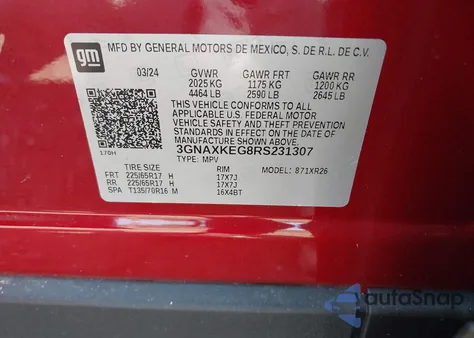 gm
MFD BY GENERAL MOTORS DE MEXICO, S. DE R.L. DE C.V.
03/24 GVWR GAWR FRT GAWR RR
2025 KG 1175 KG 1200 KG
4464 LB 2590 LB 2645 LB
THIS VEHICLE CONFORMS TO ALL
APPLICABLE U.S. FEDERAL MOTOR
VEHICLE SAFETY AND THEFT PREVENTION
STANDARDS IN EFFECT ON THE DATE OF
MANUFACTURE SHOWN ABOVE.
170H 3GNAXKEG8RS231307
TYPE: MPV MODEL: 871XR26
TIRE SIZE RIM
FRT 225/65R17 H 17X7J
RR 225/65R17 H 17X7J
SPA T135/70R16 M 16X4BT
autoSnap